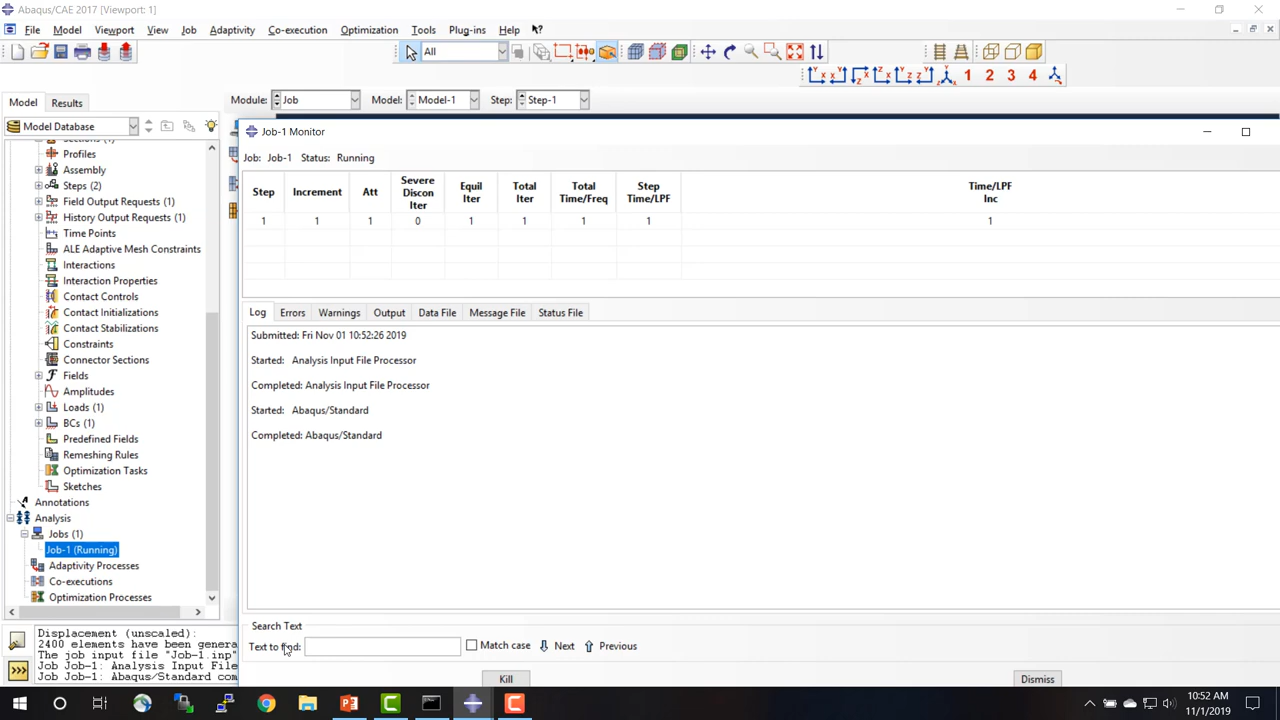 Abaqus/CAE 2017 [Viewport: 1]
File Model Viewport View Job Adaptivity Co-execution Optimization Tools Plug-ins Help
All
1 2 3 4
Model Results Module: Job Model: Model-1 Step: Step-1
Model Database
Profiles
Assembly
Steps (2)
Field Output Requests (1)
History Output Requests (1)
Time Points
ALE Adaptive Mesh Constraints
Interactions
Interaction Properties
Contact Controls
Contact Initializations
Contact Stabilizations
Constraints
Connector Sections
Fields
Amplitudes
Loads (1)
BCs (1)
Predefined Fields
Remeshing Rules
Optimization Tasks
Sketches
Annotations
Analysis
Jobs (1)
Job-1 (Running)
Adaptivity Processes
Co-executions
Optimization Processes
Job-1 Monitor
Job: Job-1 Status: Running
Step Increment Att Severe Discon Iter Equil Iter Total Iter Total Time/Freq Step Time/LPF Time/LPF Inc
1 1 1 0 1 1 1 1 1
Log Errors Warnings Output Data File Message File Status File
Submitted: Fri Nov 01 10:52:26 2019
Started: Analysis Input File Processor
Completed: Analysis Input File Processor
Started: Abaqus/Standard
Completed: Abaqus/Standard
Search Text
Text to find: Match case Next Previous
Kill Dismiss
Displacement (unscaled):
2400 elements have been genera
The job input file "Job-1.inp"
Job Job-1: Analysis Input File
Job Job-1: Abaqus/Standard com
10:52 AM
11/1/2019